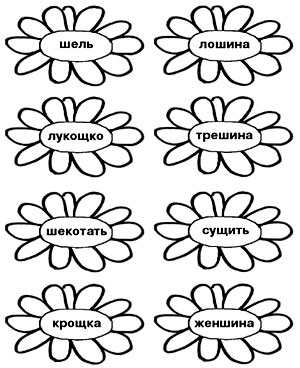 шель
лошина
лукощко
трешина
шекотать
сущить
крощка
женшина